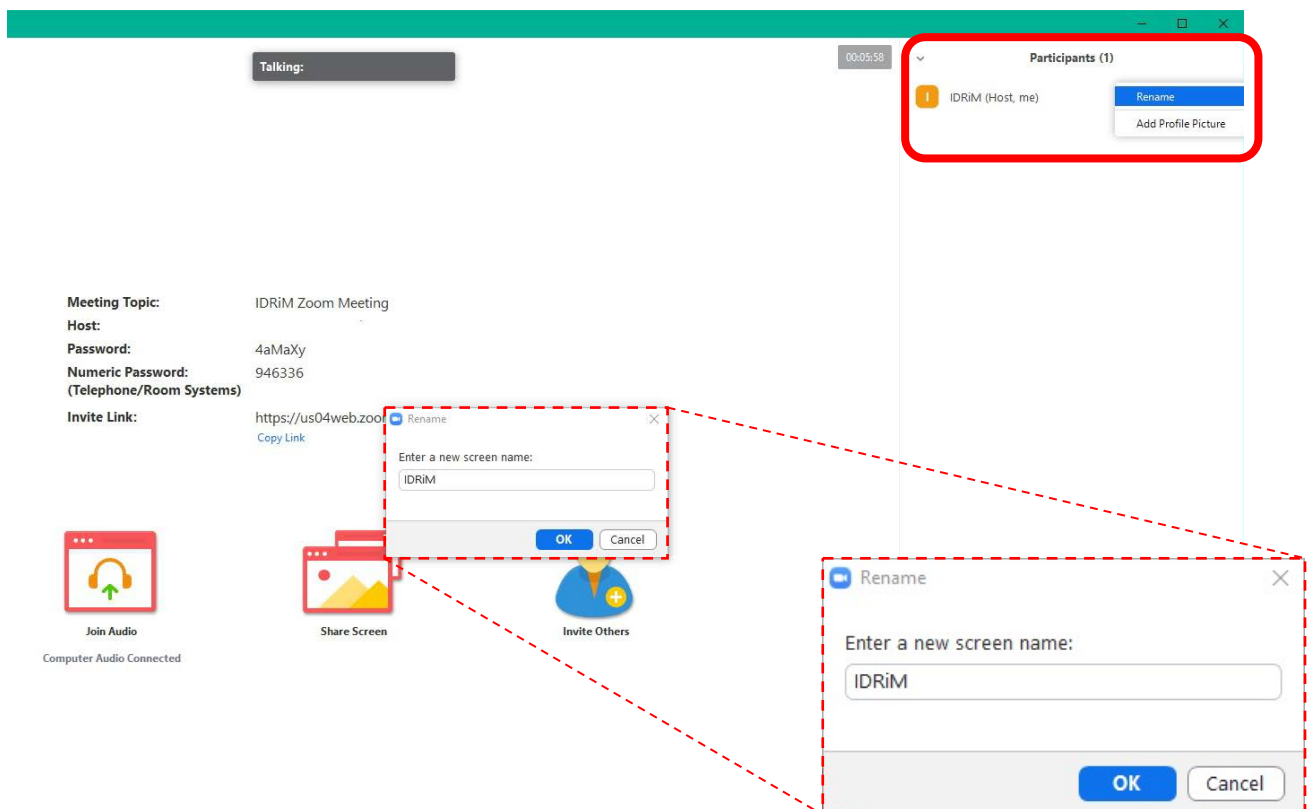 Talking:
00:05:58
Participants (1)
I
IDRiM (Host, me)
Rename
Add Profile Picture
Meeting Topic: IDRiM Zoom Meeting
Host:
Password: 4aMaXy
Numeric Password: 946336
(Telephone/Room Systems)
Invite Link: https://us04web.zoo
Copy Link
Rename
Enter a new screen name:
IDRiM
OK Cancel
Join Audio
Computer Audio Connected
Share Screen
Invite Others
Rename
Enter a new screen name:
IDRiM
OK Cancel